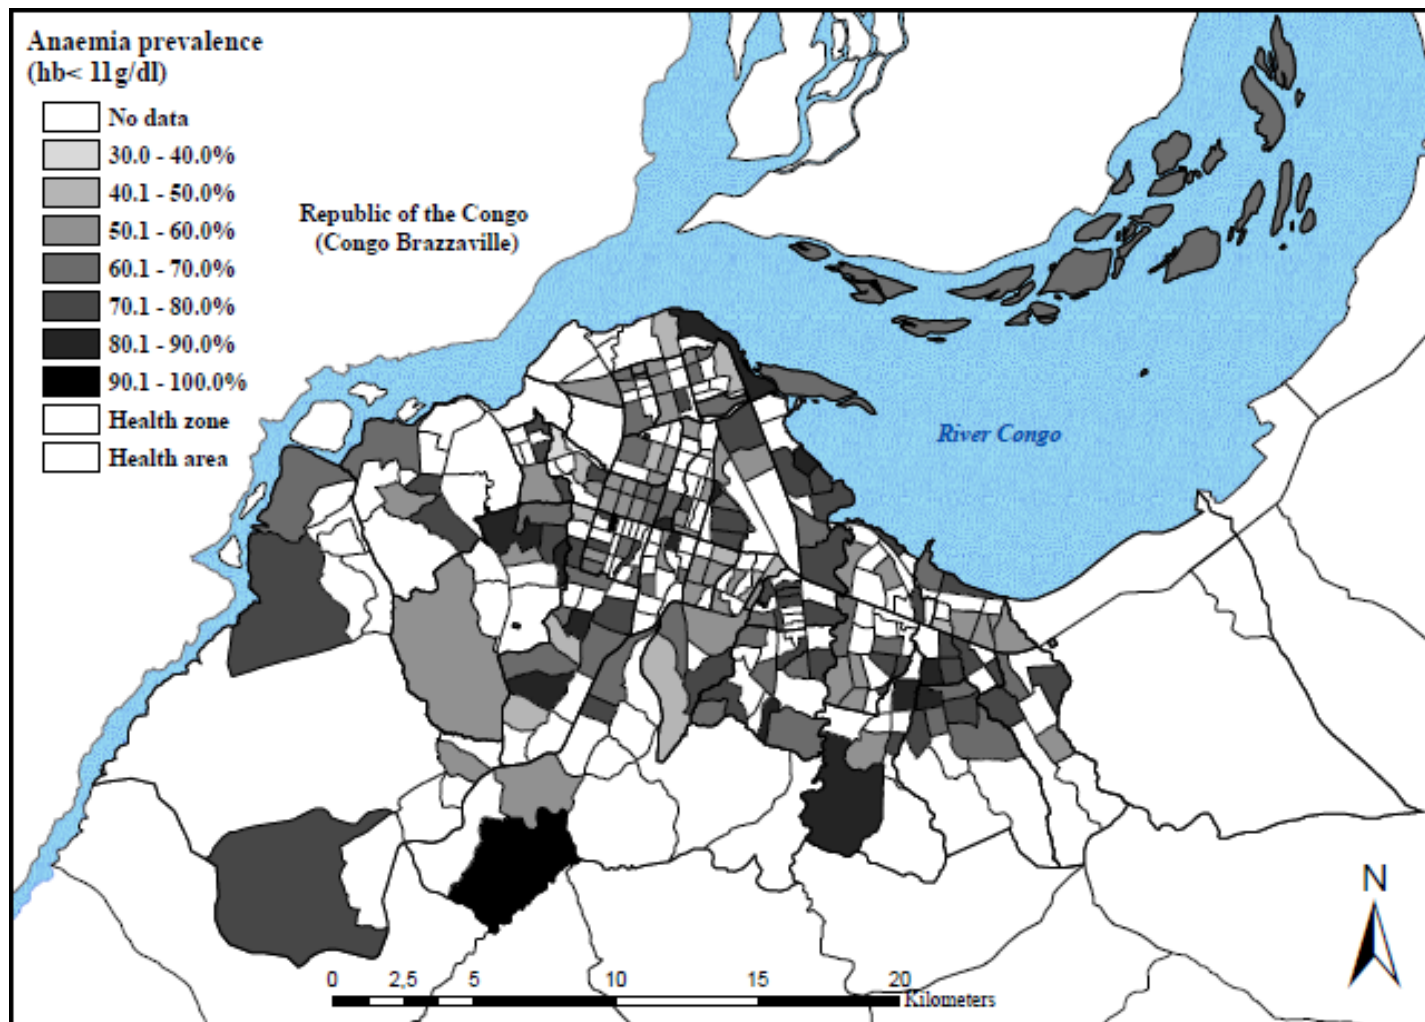 Anaemia prevalence
(hb< 11g/dl)
No data
30.0 - 40.0%
40.1 - 50.0%
50.1 - 60.0%
60.1 - 70.0%
70.1 - 80.0%
80.1 - 90.0%
90.1 - 100.0%
Health zone
Health area
Republic of the Congo
(Congo Brazzaville)
River Congo
N
0 2,5 5 10 15 20
Kilometers